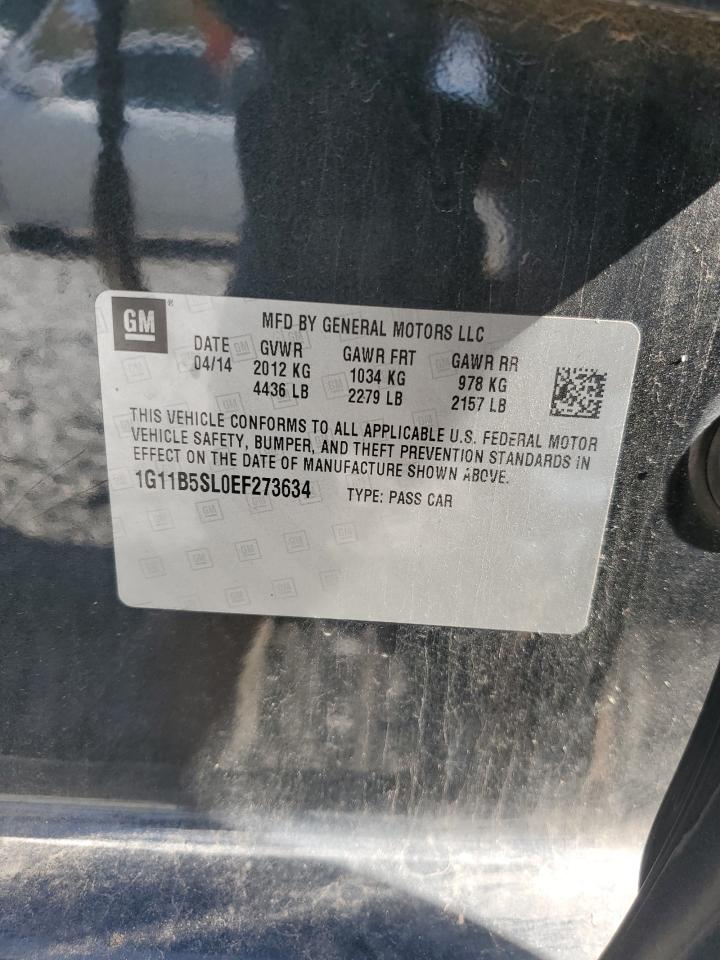 GM®
MFD BY GENERAL MOTORS LLC
DATE GVWR GAWR FRT GAWR RR
04/14 2012 KG 1034 KG 978 KG
4436 LB 2279 LB 2157 LB
THIS VEHICLE CONFORMS TO ALL APPLICABLE U.S. FEDERAL MOTOR
VEHICLE SAFETY, BUMPER, AND THEFT PREVENTION STANDARDS IN
EFFECT ON THE DATE OF MANUFACTURE SHOWN ABOVE.
1G11B5SL0EF273634 TYPE: PASS CAR